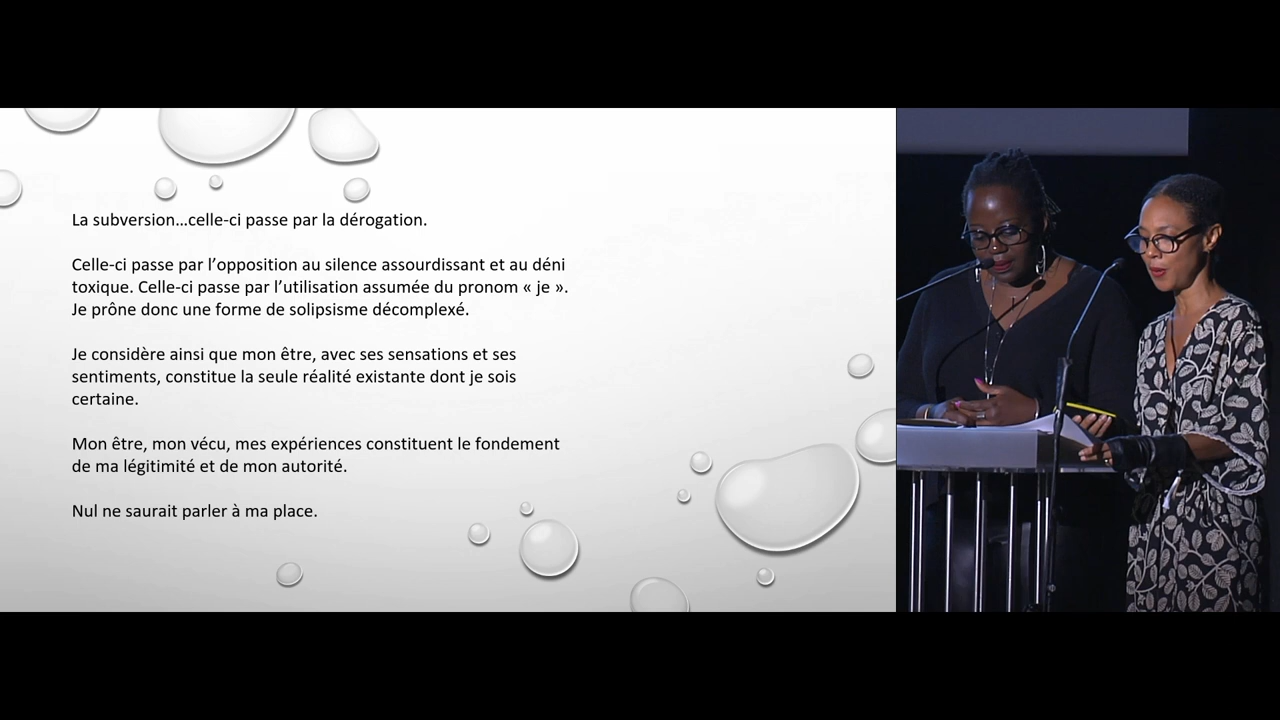 La subversion…celle-ci passe par la dérogation.
Celle-ci passe par l’opposition au silence assourdissant et au déni
toxique. Celle-ci passe par l’utilisation assumée du pronom « je ».
Je prône donc une forme de solipsisme décomplexé.
Je considère ainsi que mon être, avec ses sensations et ses
sentiments, constitue la seule réalité existante dont je sois
certaine.
Mon être, mon vécu, mes expériences constituent le fondement
de ma légitimité et de mon autorité.
Nul ne saurait parler à ma place.